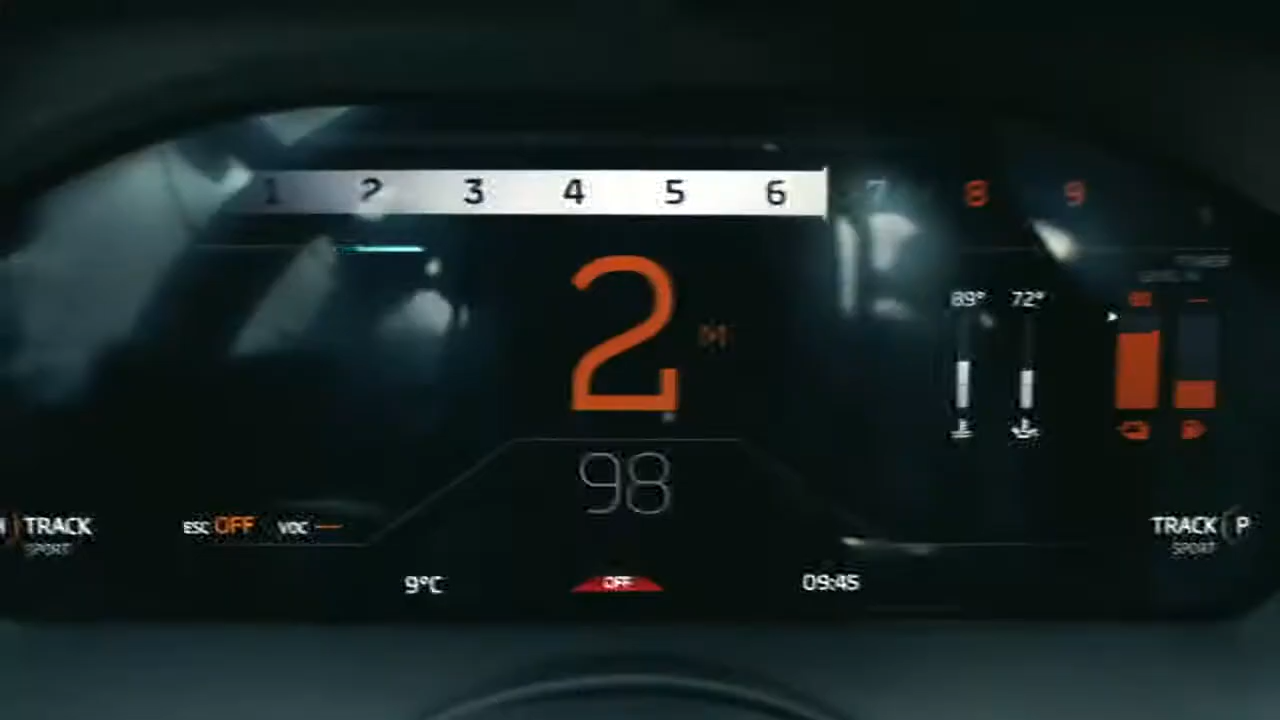 1 2 3 4 5 6 7 8 9
2 M
89° 72°
98
TRACK
SPORT
ESC OFF VDC —
TRACK P
SPORT
9°C OFF 09:45